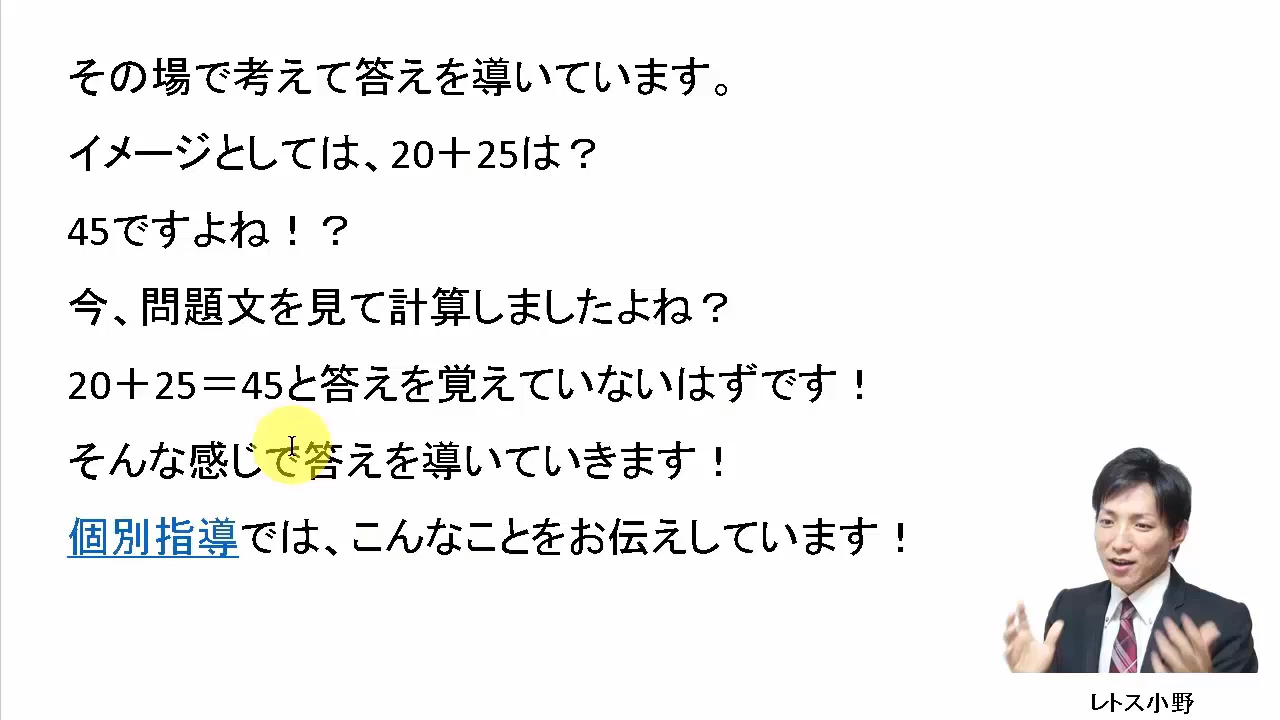 その場で考えて答えを導いています。
イメージとしては、20＋25は？
45ですよね！？
今、問題文を見て計算しましたよね？
20＋25＝45と答えを覚えていないはずです！
そんな感じで答えを導いていきます！
個別指導では、こんなことをお伝えしています！
レトス小野